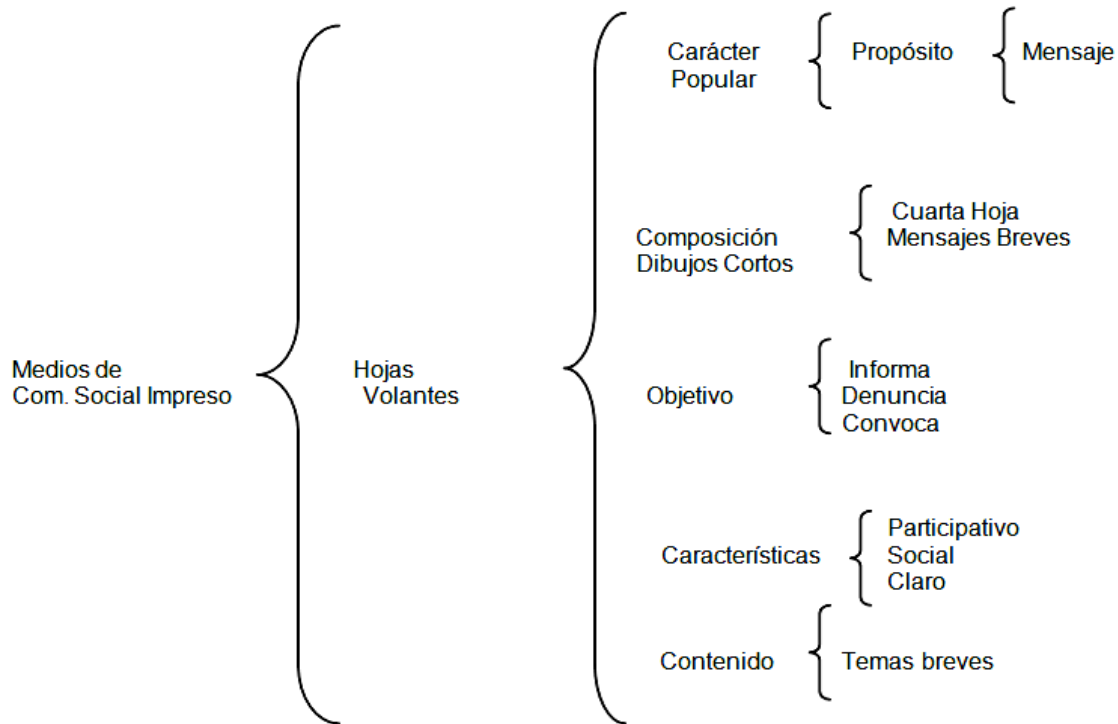 Medios de
Com. Social Impreso
Hojas
Volantes
Carácter
Popular
Propósito
Mensaje
Composición
Dibujos Cortos
Cuarta Hoja
Mensajes Breves
Objetivo
Informa
Denuncia
Convoca
Características
Participativo
Social
Claro
Contenido
Temas breves